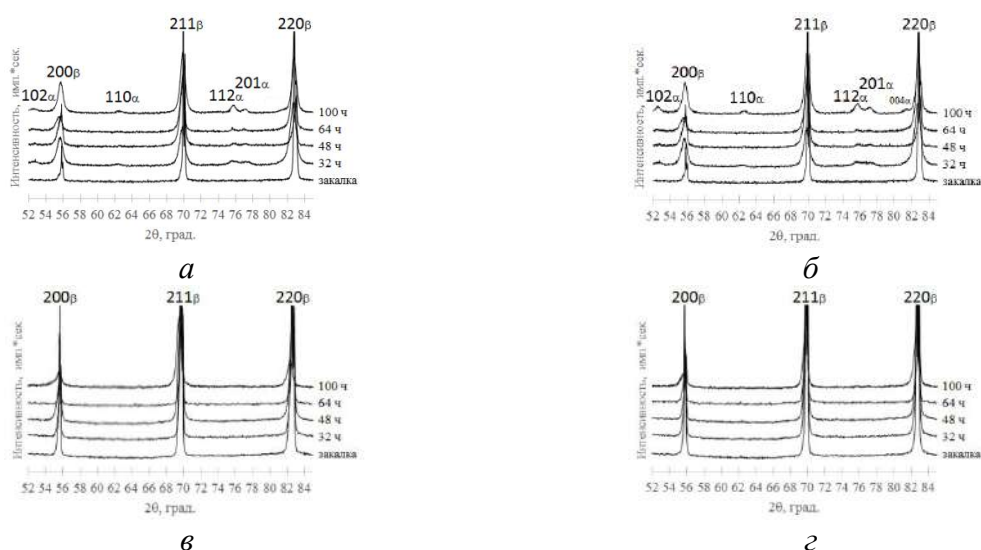 211β 220β
200β
102α 110α 112α 201α
100 ч
64 ч
48 ч
32 ч
закалка
Интенсивность, имп.*сек.
52 54 56 58 60 62 64 66 68 70 72 74 76 78 80 82 84
2θ, град.
а
211β 220β
200β
102α 110α 112α 201α 004α
100 ч
64 ч
48 ч
32 ч
закалка
Интенсивность, имп.*сек.
52 54 56 58 60 62 64 66 68 70 72 74 76 78 80 82 84
2θ, град.
б
200β 211β 220β
100 ч
64 ч
48 ч
32 ч
закалка
Интенсивность, имп.*сек.
52 54 56 58 60 62 64 66 68 70 72 74 76 78 80 82 84
2θ, град.
в
200β 211β 220β
100 ч
64 ч
48 ч
32 ч
закалка
Интенсивность, имп.*сек.
52 54 56 58 60 62 64 66 68 70 72 74 76 78 80 82 84
2θ, град.
г